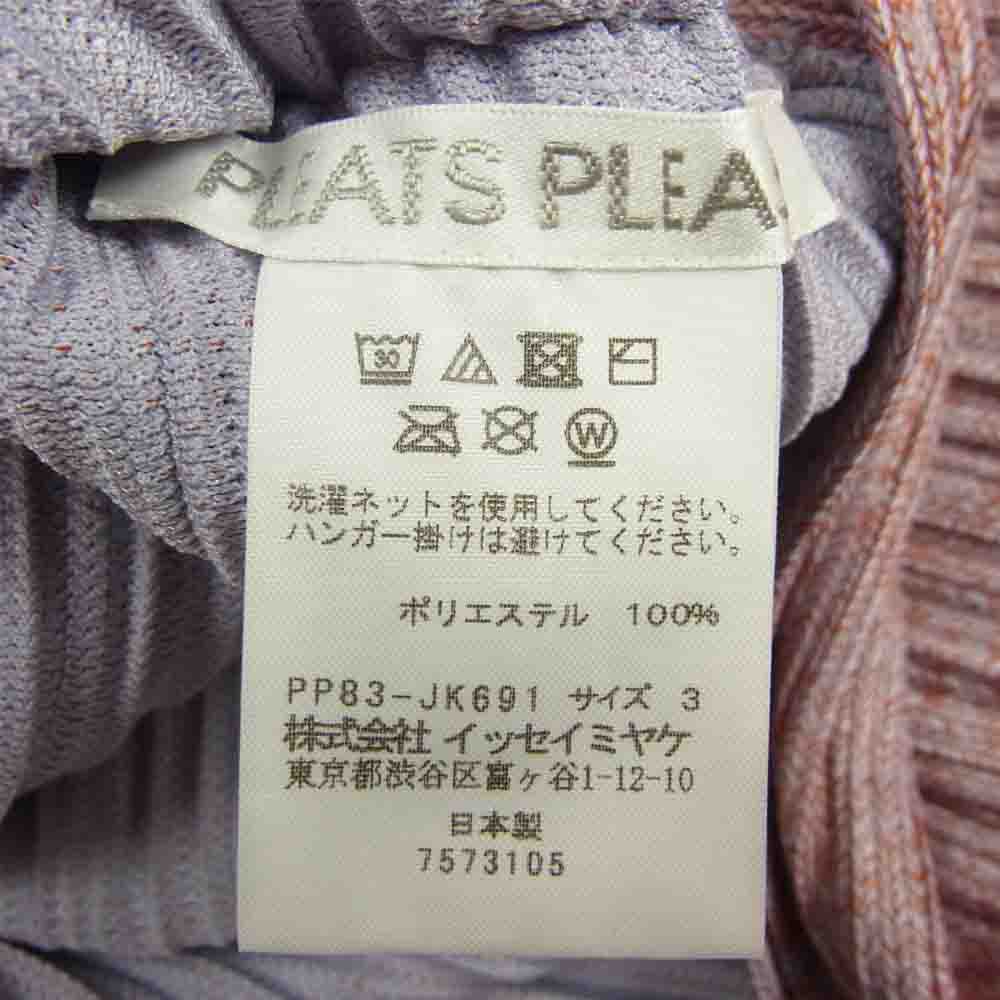 PLEATS PLEA
30
W
洗濯ネットを使用してください。
ハンガー掛けは避けてください。
ポリエステル 100%
PP83-JK691 サイズ 3
株式会社 イッセイミヤケ
東京都渋谷区富ヶ谷1-12-10
日本製
7573105